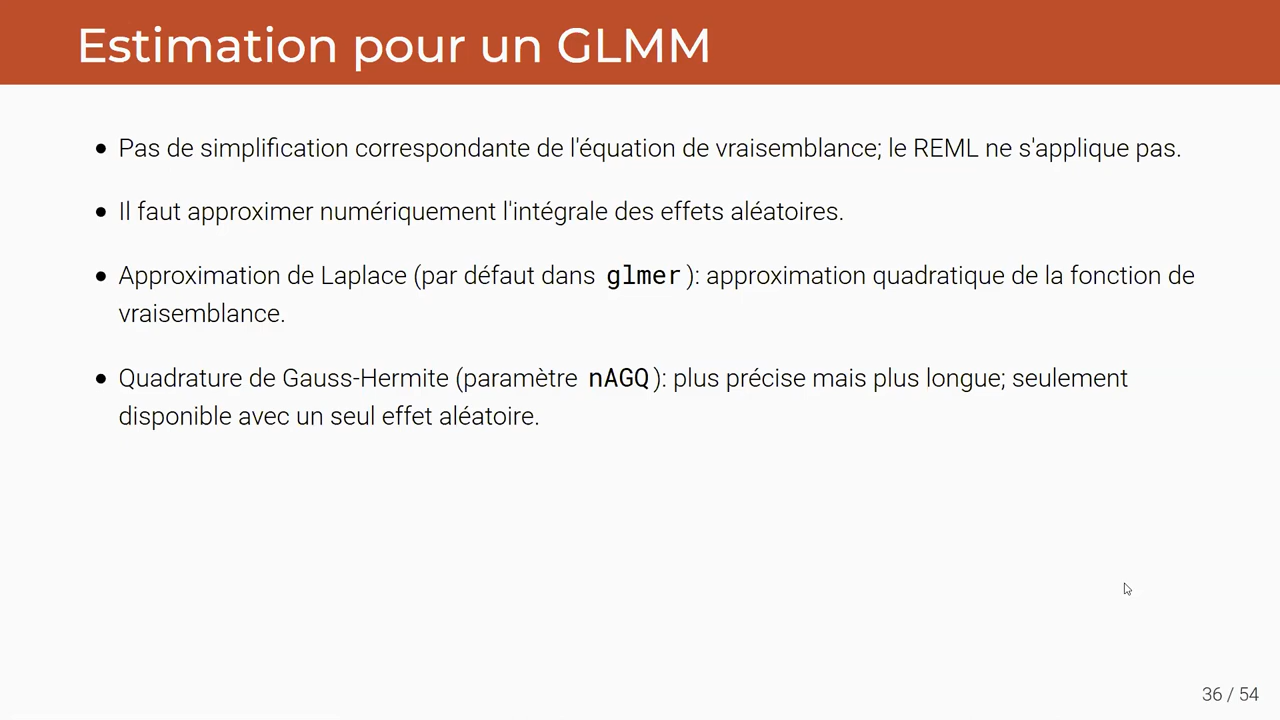 Estimation pour un GLMM
• Pas de simplification correspondante de l'équation de vraisemblance; le REML ne s'applique pas.
• Il faut approximer numériquement l'intégrale des effets aléatoires.
• Approximation de Laplace (par défaut dans glmer): approximation quadratique de la fonction de
vraisemblance.
• Quadrature de Gauss-Hermite (paramètre nAGQ): plus précise mais plus longue; seulement
disponible avec un seul effet aléatoire.
36 / 54